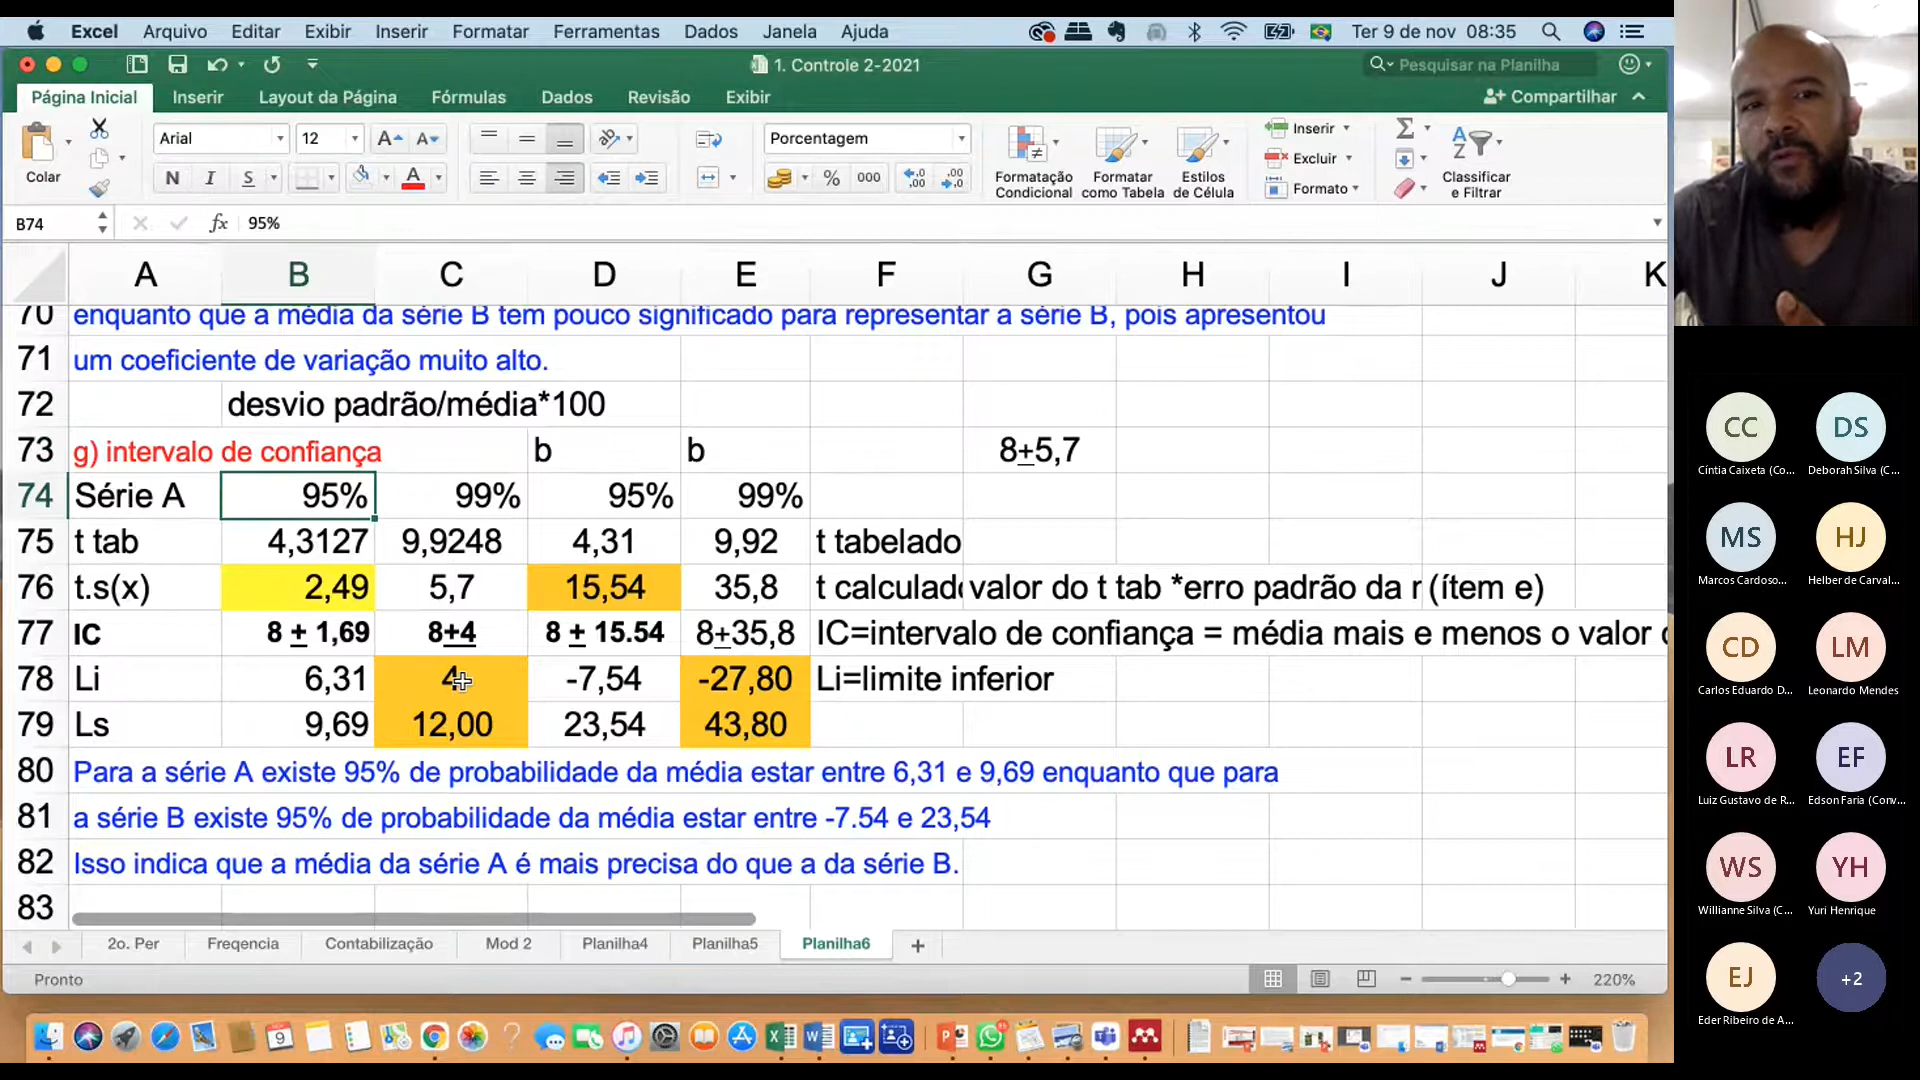 Excel Arquivo Editar Exibir Inserir Formatar Ferramentas Dados Janela Ajuda Ter 9 de nov 08:35
1. Controle 2-2021
Pesquisar na Planilha
Página Inicial Inserir Layout da Página Fórmulas Dados Revisão Exibir Compartilhar
Colar
Arial 12
N I S A
Porcentagem
% 000
Formatação Condicional
Formatar como Tabela
Estilos de Célula
Inserir
Excluir
Formato
Classificar e Filtrar
B74 fx 95%
A B C D E F G H I J K
70 enquanto que a média da série B tem pouco significado para representar a série B, pois apresentou
71 um coeficiente de variação muito alto.
72 desvio padrão/média*100
73 g) intervalo de confiança b b 8+5,7
74 Série A 95% 99% 95% 99%
75 t tab 4,3127 9,9248 4,31 9,92 t tabelado
76 t.s(x) 2,49 5,7 15,54 35,8 t calculad valor do t tab *erro padrão da r (ítem e)
77 IC 8 + 1,69 8+4 8 + 15.54 8+35,8 IC=intervalo de confiança = média mais e menos o valor
78 Li 6,31 4 -7,54 -27,80 Li=limite inferior
79 Ls 9,69 12,00 23,54 43,80
80 Para a série A existe 95% de probabilidade da média estar entre 6,31 e 9,69 enquanto que para
81 a série B existe 95% de probabilidade da média estar entre -7.54 e 23,54
82 Isso indica que a média da série A é mais precisa do que a da série B.
83
2o. Per Freqencia Contabilização Mod 2 Planilha4 Planilha5 Planilha6 +
Pronto 220%
CC DS
Cíntia Caixeta (Co... Deborah Silva (C...
MS HJ
Marcos Cardoso... Helber de Carval...
CD LM
Carlos Eduardo D... Leonardo Mendes
LR EF
Luiz Gustavo de R... Edson Faria (Conv...
WS YH
Willianne Silva (C... Yuri Henrique
EJ +2
Eder Ribeiro de A...